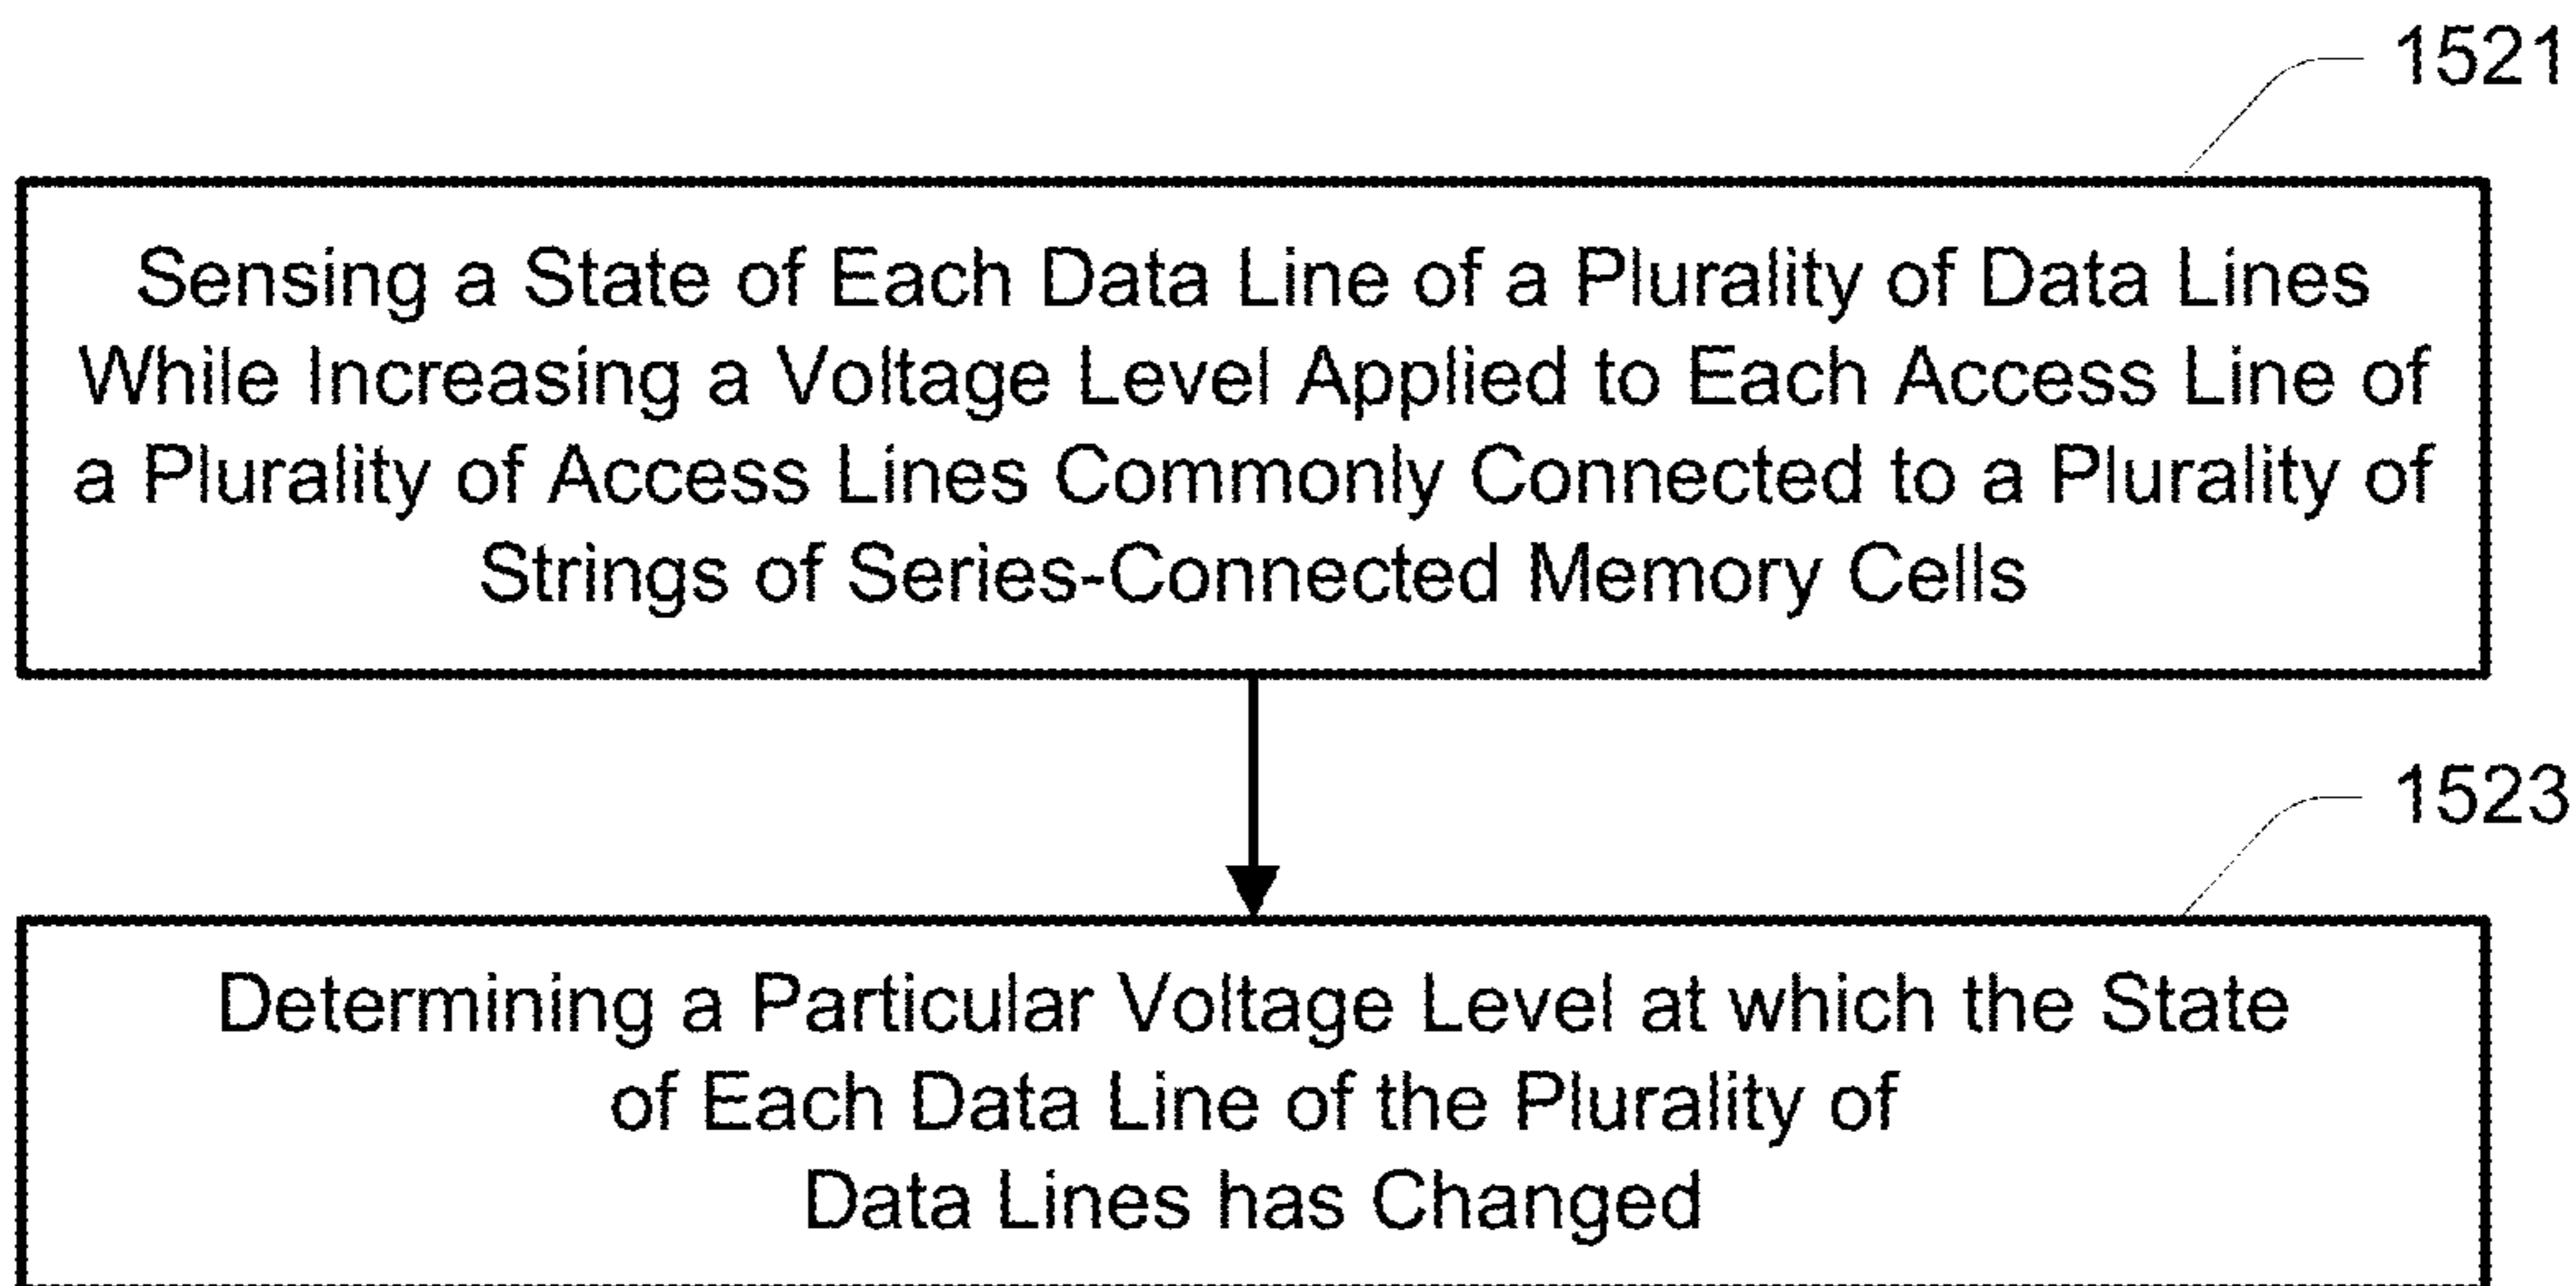 1521
Sensing a State of Each Data Line of a Plurality of Data Lines
While Increasing a Voltage Level Applied to Each Access Line of
a Plurality of Access Lines Commonly Connected to a Plurality of
Strings of Series-Connected Memory Cells
1523
Determining a Particular Voltage Level at which the State
of Each Data Line of the Plurality of
Data Lines has Changed